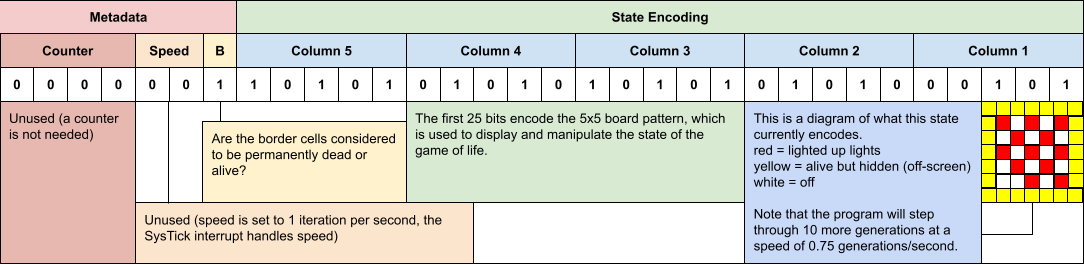 Metadata State Encoding
Counter Speed B Column 5 Column 4 Column 3 Column 2 Column 1
0 0 0 0 0 0 1 1 0 1 0 1 0 1 0 1 0 1 0 1 0 1 0 1 0 1 0 0 0 1 0 1
Unused (a counter
is not needed)
Are the border cells considered
to be permanently dead or
alive?
The first 25 bits encode the 5x5 board pattern, which
is used to display and manipulate the state of the
game of life.
This is a diagram of what this state
currently encodes.
red = lighted up lights
yellow = alive but hidden (off-screen)
white = off
Note that the program will step
through 10 more generations at a
speed of 0.75 generations/second.
Unused (speed is set to 1 iteration per second, the
SysTick interrupt handles speed)